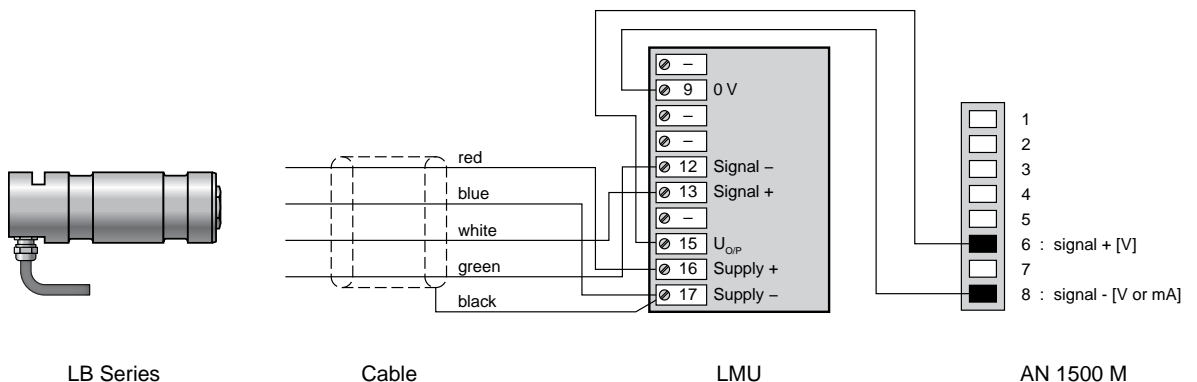 –
9 0 V
–
–
12 Signal –
13 Signal +
–
15 U O/P
16 Supply +
17 Supply –
red
blue
white
green
black
1
2
3
4
5
6 : signal + [V]
7
8 : signal - [V or mA]
LB Series
Cable
LMU
AN 1500 M